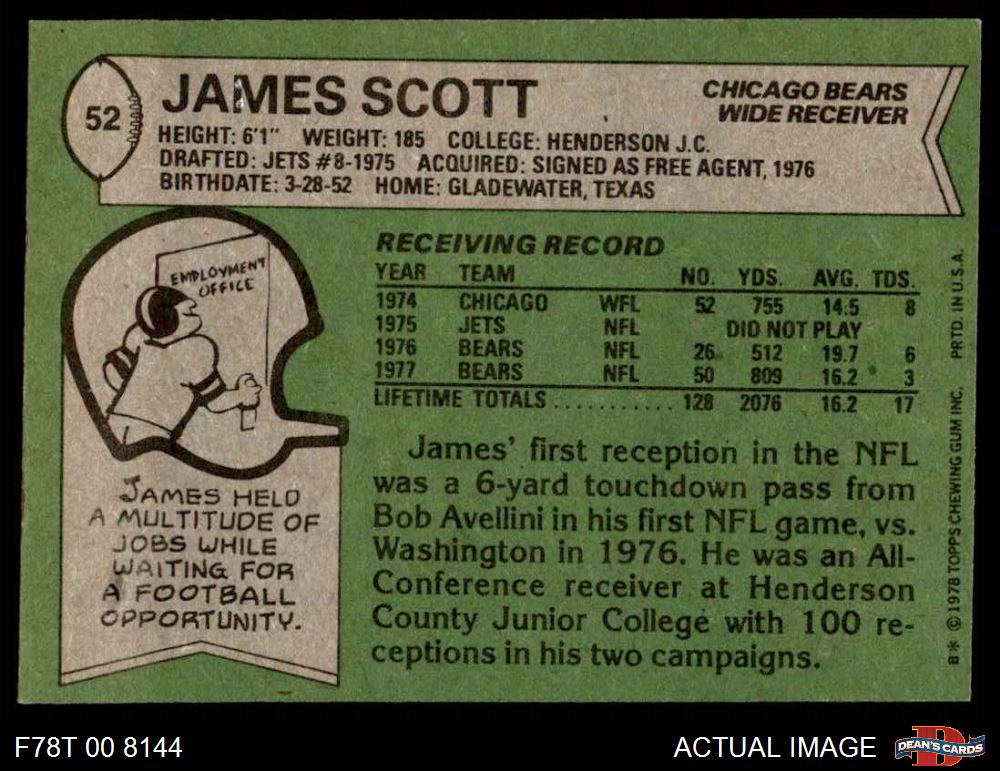 52
JAMES SCOTT
CHICAGO BEARS
WIDE RECEIVER
HEIGHT: 6'1" WEIGHT: 185 COLLEGE: HENDERSON J.C.
DRAFTED: JETS #8-1975 ACQUIRED: SIGNED AS FREE AGENT, 1976
BIRTHDATE: 3-28-52 HOME: GLADEWATER, TEXAS
EMPLOYMENT
OFFICE
JAMES HELD
A MULTITUDE OF
JOBS WHILE
WAITING FOR
A FOOTBALL
OPPORTUNITY.
RECEIVING RECORD
YEAR TEAM NO. YDS. AVG. TDS.
1974 CHICAGO WFL 52 755 14.5 8
1975 JETS NFL DID NOT PLAY
1976 BEARS NFL 26 512 19.7 6
1977 BEARS NFL 50 809 16.2 3
LIFETIME TOTALS ........... 128 2076 16.2 17
James' first reception in the NFL
was a 6-yard touchdown pass from
Bob Avellini in his first NFL game, vs.
Washington in 1976. He was an All-
Conference receiver at Henderson
County Junior College with 100 re-
ceptions in his two campaigns.
B* © 1978 TOPPS CHEWING GUM INC. PRTD. IN U.S.A.
F78T 00 8144
ACTUAL IMAGE
D
DEAN'S CARDS